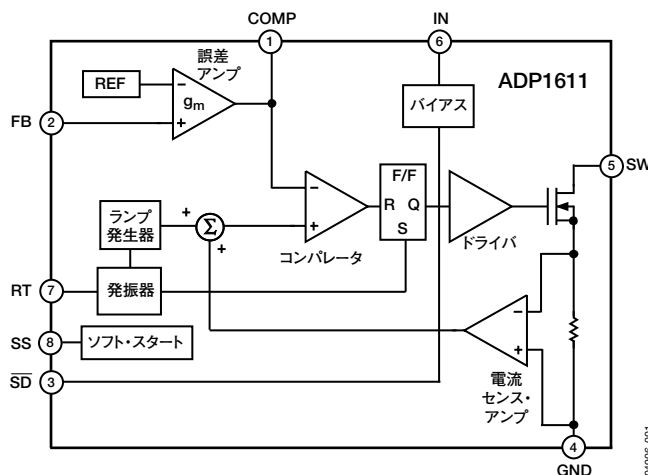 COMP
IN
1
6
誤差
アンプ
ADP1611
REF
−
gm
+
バイアス
FB
2
5
SW
F/F
R Q
S
−
+
ランプ
発生器
+
Σ
+
コンパレータ
ドライバ
RT
7
発振器
−
+
SS
8
ソフト・スタート
SD
3
電流
センス・
アンプ
4
GND